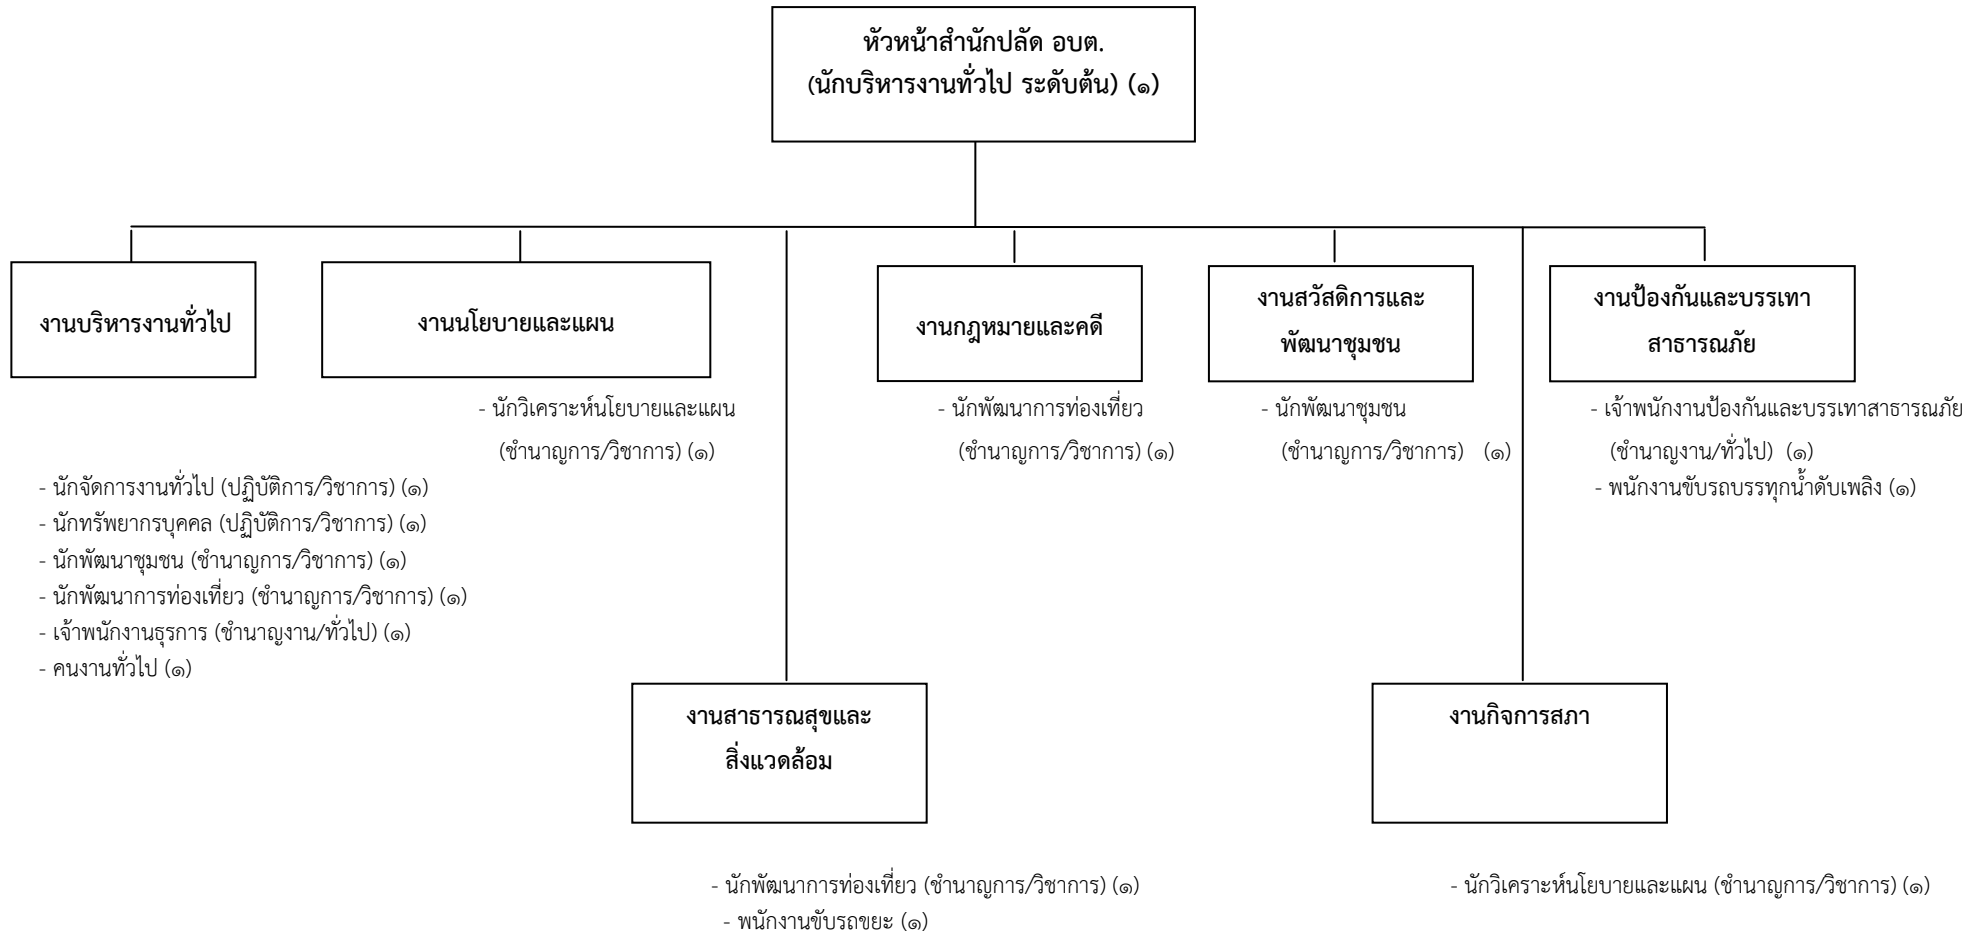 หัวหน้าสำนักปลัด อบต.
(นักบริหารงานทั่วไป ระดับต้น) (๑)
งานบริหารงานทั่วไป
- นักจัดการงานทั่วไป (ปฏิบัติการ/วิชาการ) (๑)
- นักทรัพยากรบุคคล (ปฏิบัติการ/วิชาการ) (๑)
- นักพัฒนาชุมชน (ชำนาญการ/วิชาการ) (๑)
- นักพัฒนาการท่องเที่ยว (ชำนาญการ/วิชาการ) (๑)
- เจ้าพนักงานธุรการ (ชำนาญงาน/ทั่วไป) (๑)
- คนงานทั่วไป (๑)
งานนโยบายและแผน
- นักวิเคราะห์นโยบายและแผน
(ชำนาญการ/วิชาการ) (๑)
งานกฎหมายและคดี
- นักพัฒนาการท่องเที่ยว
(ชำนาญการ/วิชาการ) (๑)
งานสวัสดิการและ
พัฒนาชุมชน
- นักพัฒนาชุมชน
(ชำนาญการ/วิชาการ) (๑)
งานป้องกันและบรรเทา
สาธารณภัย
- เจ้าพนักงานป้องกันและบรรเทาสาธารณภัย
(ชำนาญงาน/ทั่วไป) (๑)
- พนักงานขับรถบรรทุกน้ำดับเพลิง (๑)
งานสาธารณสุขและ
สิ่งแวดล้อม
- นักพัฒนาการท่องเที่ยว (ชำนาญการ/วิชาการ) (๑)
- พนักงานขับรถขยะ (๑)
งานกิจการสภา
- นักวิเคราะห์นโยบายและแผน (ชำนาญการ/วิชาการ) (๑)